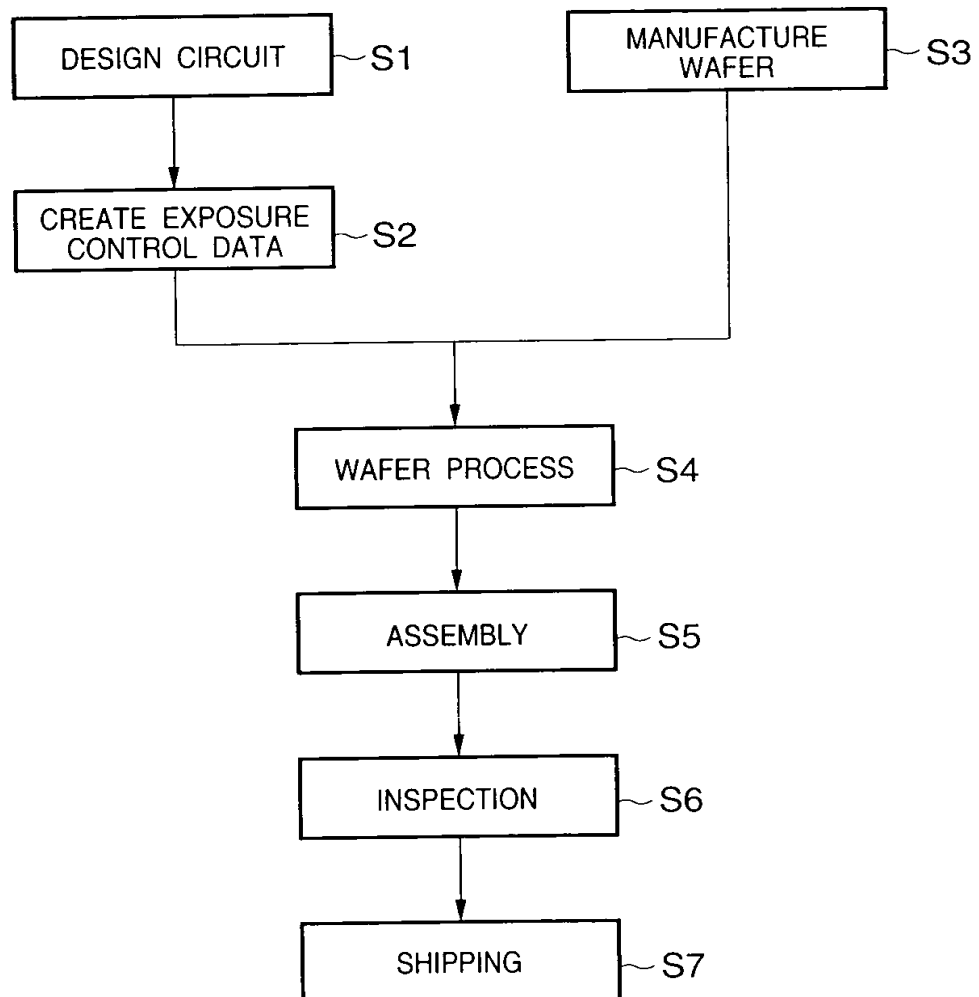 DESIGN CIRCUIT
S1
MANUFACTURE
WAFER
S3
CREATE EXPOSURE
CONTROL DATA
S2
WAFER PROCESS
S4
ASSEMBLY
S5
INSPECTION
S6
SHIPPING
S7